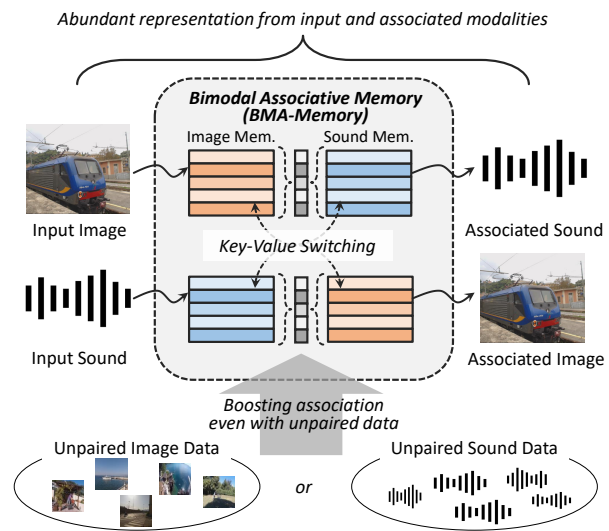 Abundant representation from input and associated modalities
Bimodal Associative Memory
(BMA-Memory)
Image Mem.
Sound Mem.
Input Image
Associated Sound
Key-Value Switching
Input Sound
Associated Image
Boosting association
even with unpaired data
Unpaired Image Data
or
Unpaired Sound Data